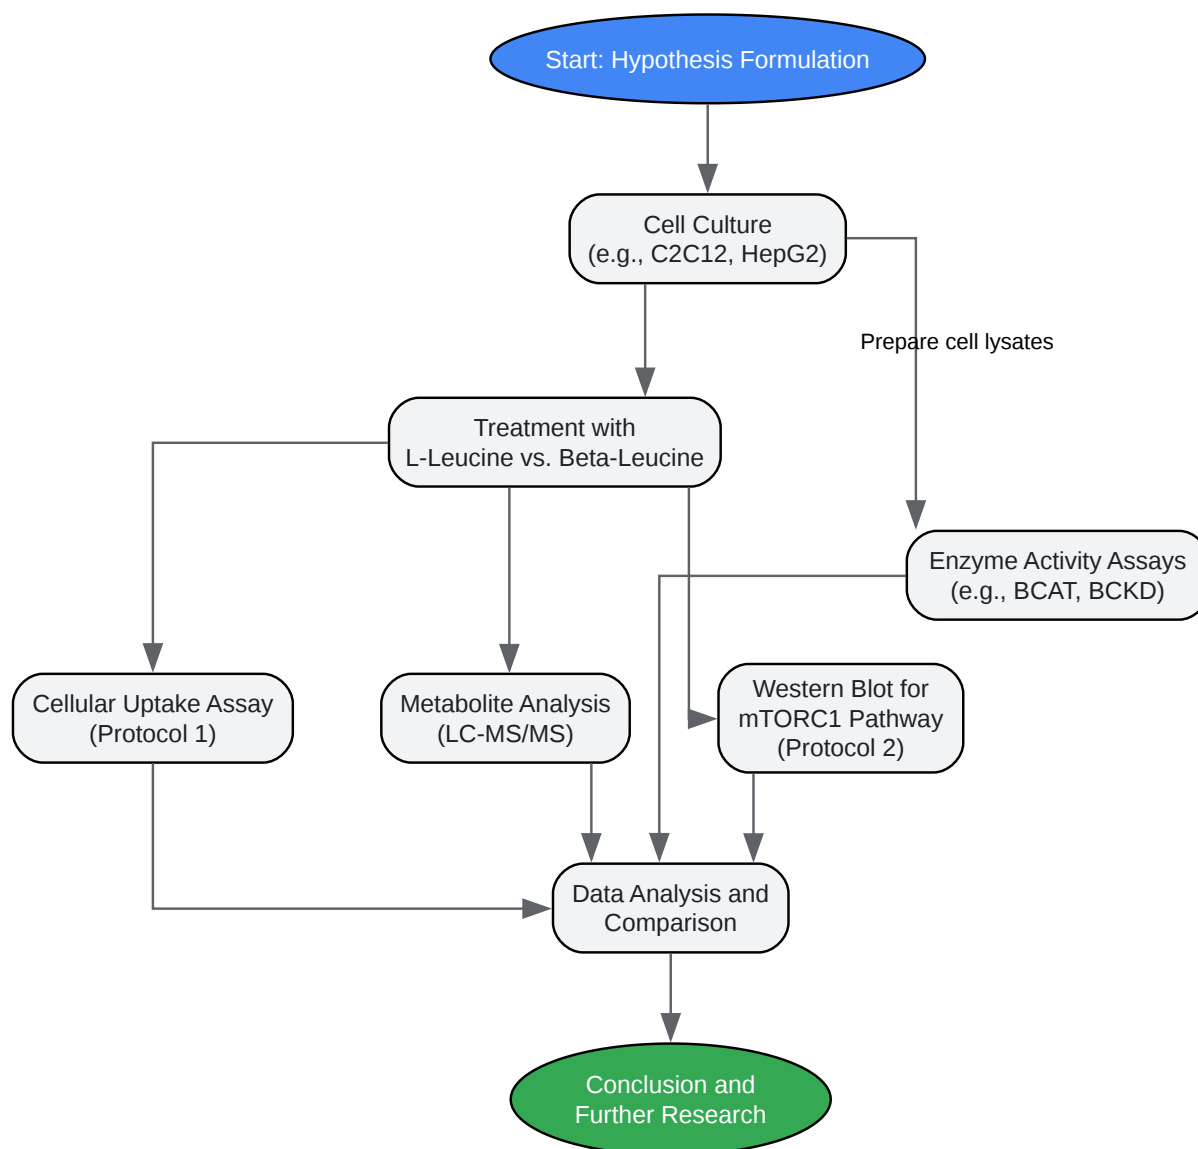 Start: Hypothesis Formulation
Cell Culture
(e.g., C2C12, HepG2)
Prepare cell lysates
Treatment with
L-Leucine vs. Beta-Leucine
Enzyme Activity Assays
(e.g., BCAT, BCKD)
Cellular Uptake Assay
(Protocol 1)
Metabolite Analysis
(LC-MS/MS)
Western Blot for
mTORC1 Pathway
(Protocol 2)
Data Analysis and
Comparison
Conclusion and
Further Research